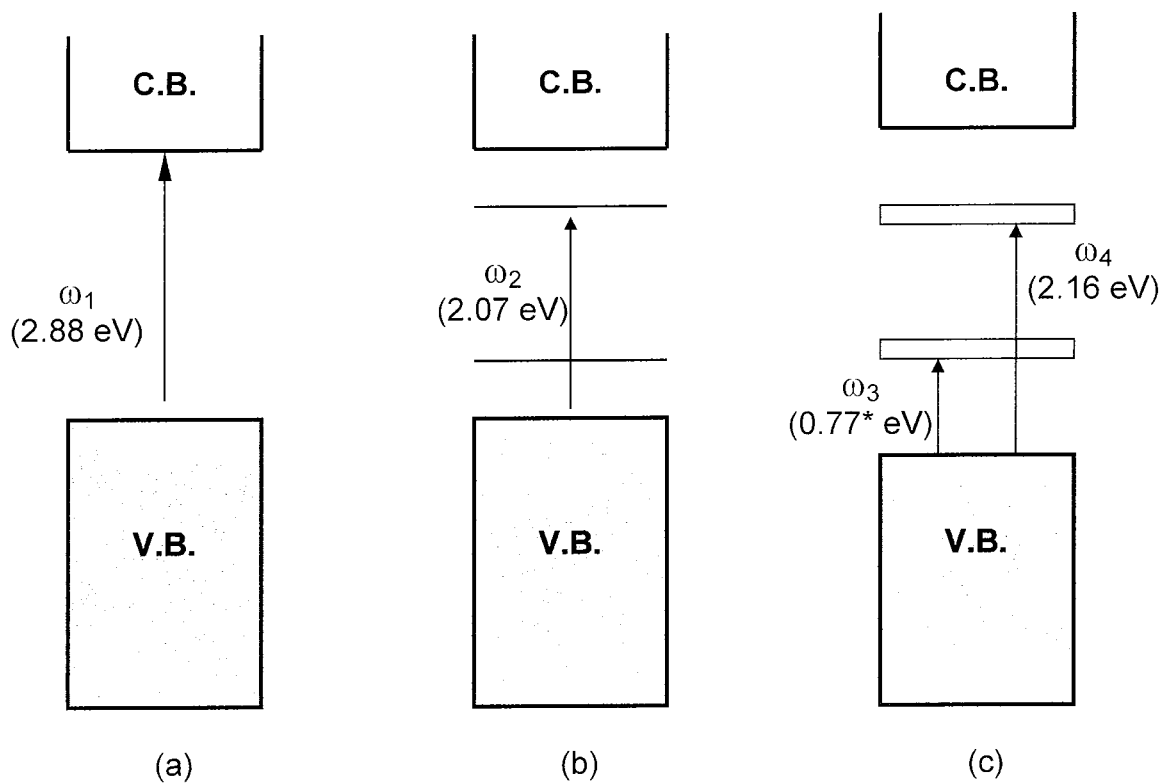 C.B.
ω1
(2.88 eV)
V.B.
(a)
C.B.
ω2
(2.07 eV)
V.B.
(b)
C.B.
ω4
(2.16 eV)
ω3
(0.77* eV)
V.B.
(c)